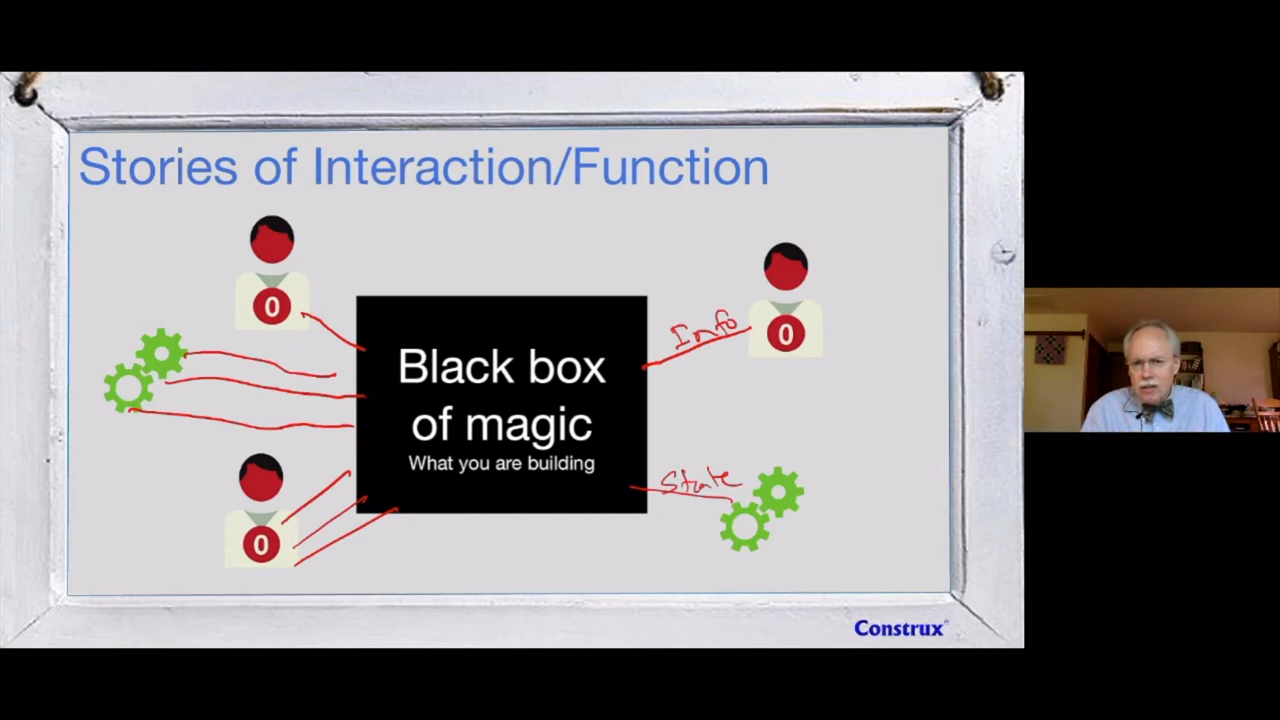 Stories of Interaction/Function
0
0
Info
Black box
of magic
What you are building
State
0
Construx